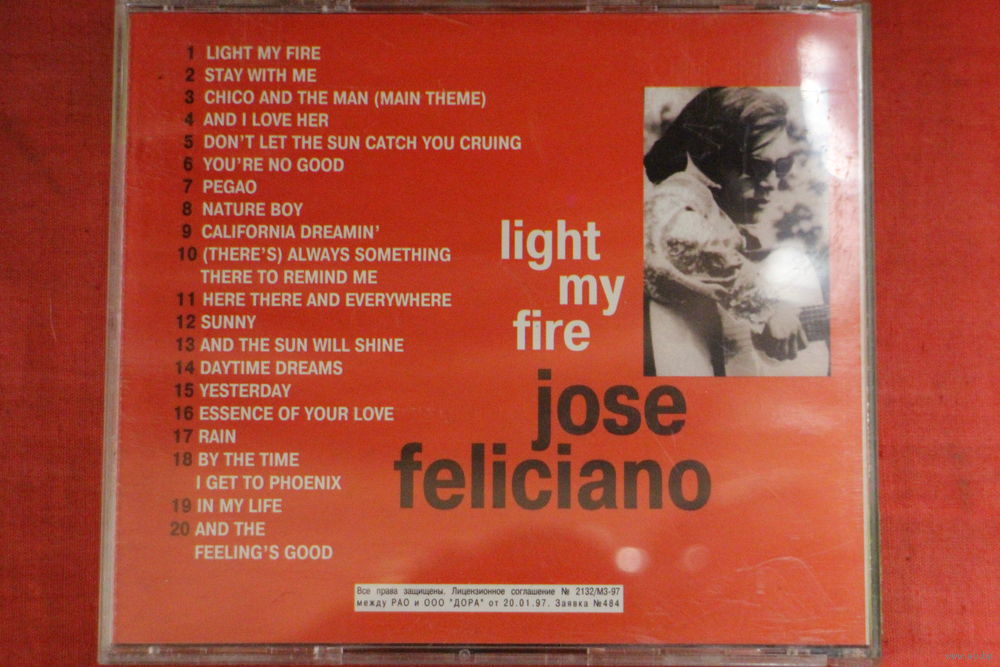 1 LIGHT MY FIRE
2 STAY WITH ME
3 CHICO AND THE MAN (MAIN THEME)
4 AND I LOVE HER
5 DON'T LET THE SUN CATCH YOU CRUING
6 YOU'RE NO GOOD
7 PEGAO
8 NATURE BOY
9 CALIFORNIA DREAMIN'
10 (THERE'S) ALWAYS SOMETHING
THERE TO REMIND ME
11 HERE THERE AND EVERYWHERE
12 SUNNY
13 AND THE SUN WILL SHINE
14 DAYTIME DREAMS
15 YESTERDAY
16 ESSENCE OF YOUR LOVE
17 RAIN
18 BY THE TIME
I GET TO PHOENIX
19 IN MY LIFE
20 AND THE
FEELING'S GOOD
light
my
fire
jose
feliciano
Все права защищены. Лицензионное соглашение № 2132/МЗ-97
между РАО и ООО "ДОРА" от 20.01.97. Заявка №484